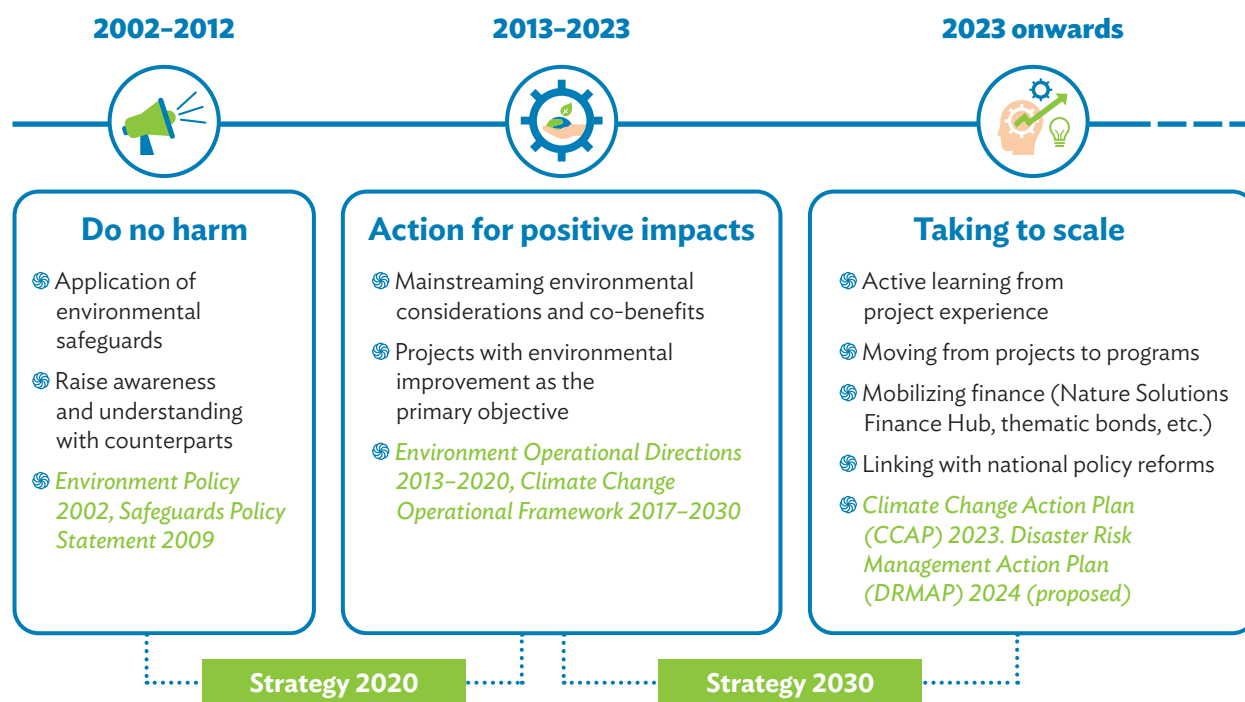 2002–2012
Do no harm
Application of
environmental
safeguards
Raise awareness
and understanding
with counterparts
Environment Policy
2002, Safeguards Policy
Statement 2009
2013–2023
Action for positive impacts
Mainstreaming environmental
considerations and co-benefits
Projects with environmental
improvement as the
primary objective
Environment Operational Directions
2013–2020, Climate Change
Operational Framework 2017–2030
2023 onwards
Taking to scale
Active learning from
project experience
Moving from projects to programs
Mobilizing finance (Nature Solutions
Finance Hub, thematic bonds, etc.)
Linking with national policy reforms
Climate Change Action Plan
(CCAP) 2023. Disaster Risk
Management Action Plan
(DRMAP) 2024 (proposed)
Strategy 2020
Strategy 2030